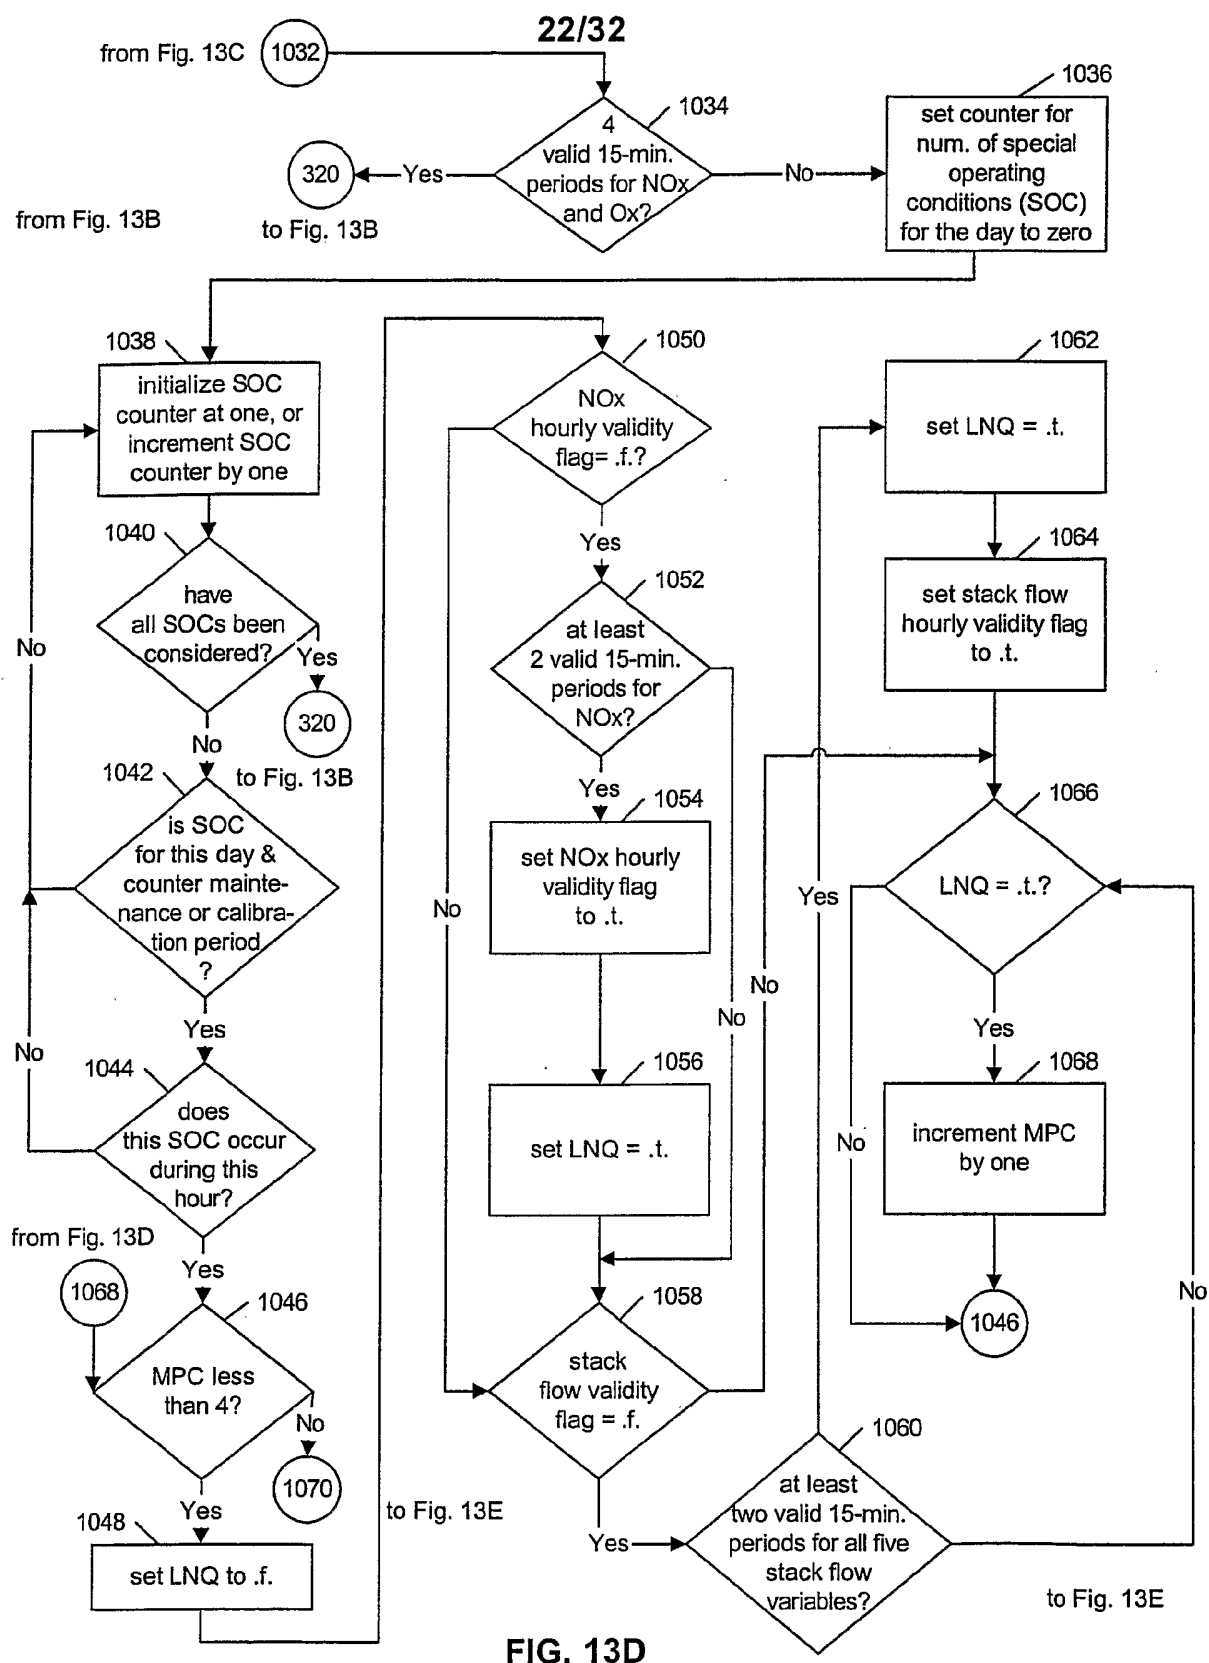 22/32
from Fig. 13C
1032
1034
4
valid 15-min.
periods for NOx
and Ox?
Yes
320
to Fig. 13B
from Fig. 13B
No
1036
set counter for
num. of special
operating
conditions (SOC)
for the day to zero
1038
initialize SOC
counter at one, or
increment SOC
counter by one
1040
have
all SOCs been
considered?
Yes
320
to Fig. 13B
No
No
1042
is SOC
for this day &
counter mainte-
nance or calibra-
tion period
?
Yes
No
1044
does
this SOC occur
during this
hour?
from Fig. 13D
1068
Yes
1046
MPC less
than 4?
No
1070
to Fig. 13E
Yes
1048
set LNQ to .f.
1050
NOx
hourly validity
flag= .f.?
Yes
No
1052
at least
2 valid 15-min.
periods for
NOx?
Yes
No
1054
set NOx hourly
validity flag
to .t.
1056
set LNQ = .t.
1058
stack
flow validity
flag = .f.
No
Yes
1060
at least
two valid 15-min.
periods for all five
stack flow
variables?
Yes
No
1062
set LNQ = .t.
1064
set stack flow
hourly validity flag
to .t.
1066
LNQ = .t.?
Yes
No
1068
increment MPC
by one
1046
to Fig. 13E
FIG. 13D